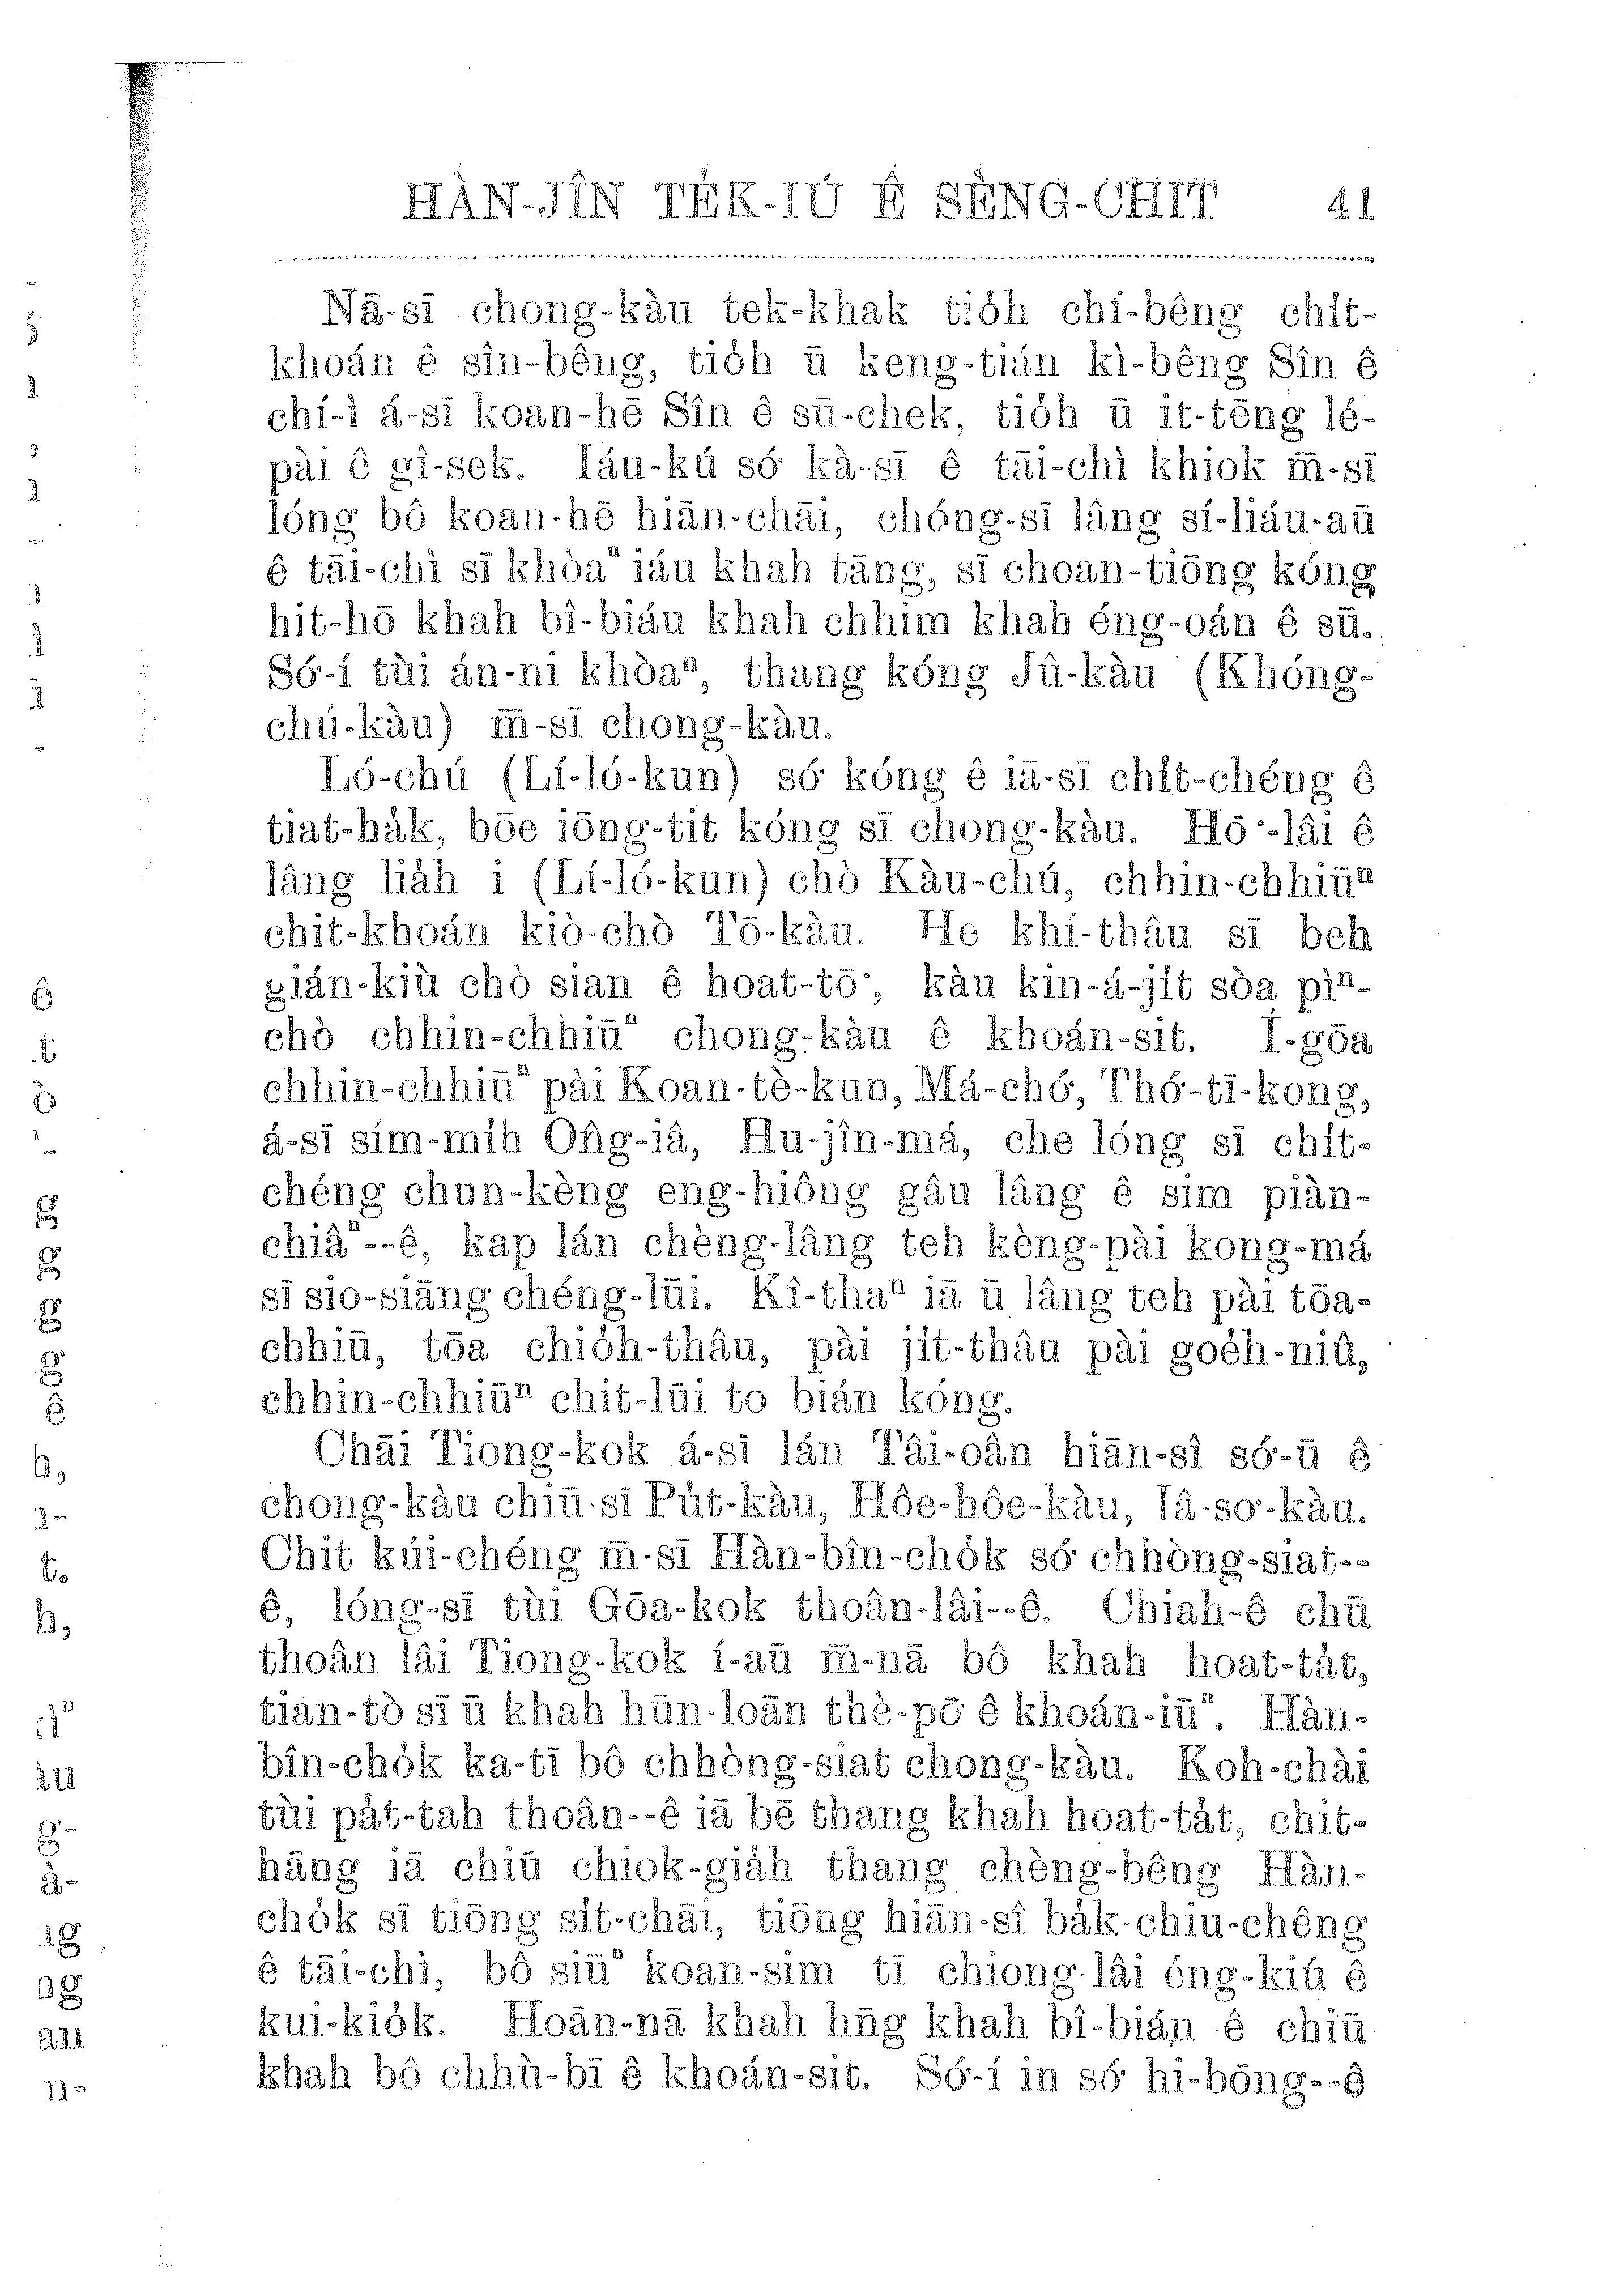 HÀN-JÎN TE̍K-IÚ Ê SÈNG-CHIT 41
Nā-sī chong-kàu tek-khak tio̍h chí-bêng chi̍t-
khoán ê sîn-bêng, tio̍h ū keng-tián kì-bêng Sîn ê
chí-ì á-sī koan-hē Sîn ê sū-chek, tio̍h ū it-tēng lé-
pài ê gî-sek. Iáu-kú só͘ kà-sī ê tāi-chì khiok m̄-sī
lóng bô koan-hē hiān-chāi, chóng-sī lâng sí-liáu-aū
ê tāi-chì sī khòaⁿ iáu khah tāng, sī choan-tiōng kóng
hit-hō khah bî-biáu khah chhim khah éng-oán ê sū.
Só͘-í tùi án-ni khòaⁿ, thang kóng Jû-kàu (Khóng-
chú-kàu) m̄-sī chong-kàu.
Ló-chú (Lí-ló-kun) só͘ kóng ê iā-sī chi̍t-chéng ê
tiat-ha̍k, bōe iōng-tit kóng sī chong-kàu. Hō͘-lâi ê
lâng lia̍h i (Lí-ló-kun) chò Kàu-chú, chhin-chhiūⁿ
chit-khoán kiò-chò Tō-kàu. He khí-thâu sī beh
gián-kiù chò sian ê hoat-tō͘, kàu kin-á-ji̍t sòa pìⁿ-
chò chhin-chhiūⁿ chong-kàu ê khoán-sit. Í-gōa
chhin-chhiūⁿ pài Koan-tè-kun, Má-chó͘, Thó͘-tī-kong,
á-sī sím-mi̍h Ông-iâ, Hu-jîn-má, che lóng sī chi̍t-
chéng chun-kèng eng-hiông gâu lâng ê sim piàn-
chiâⁿ--ê, kap lán chèng-lâng teh kèng-pài kong-má
sī sio-siāng chéng-lūi. Kî-thaⁿ iā ū lâng teh pài tōa-
chhiū, tōa chio̍h-thâu, pài ji̍t-thâu pài goe̍h-niû,
chhin-chhiūⁿ chit-lūi to bián kóng.
Chāi Tiong-kok á-sī lán Tâi-oân hiān-sî só͘-ū ê
chong-kàu chiū-sī Pu̍t-kàu, Hôe-hôe-kàu, Iâ-so͘-kàu.
Chit kúi-chéng m̄-sī Hàn-bîn-cho̍k só͘ chhòng-siat--
ê, lóng-sī tùi Gōa-kok thoân-lâi--ê. Chiah-ê chū
thoân lâi Tiong-kok í-aū m̄-nā bô khah hoat-ta̍t,
tian-tò sī ū khah hūn-loān thè-pō͘ ê khoán-iūⁿ. Hàn-
bîn-cho̍k ka-tī bô chhòng-siat chong-kàu. Koh-chài
tùi pa̍t-tah thoân--ê iā bē thang khah hoat-ta̍t, chit-
hāng iā chiū chiok-gia̍h thang chèng-bêng Hàn-
cho̍k sī tiōng si̍t-chāi, tiōng hiān-sî ba̍k-chiu-chêng
ê tāi-chì, bô siūⁿ koan-sim tī chiong-lâi éng-kiú ê
kui-kio̍k. Hoān-nā khah hn̄g khah bî-bián ê chiū
khah bô chhù-bī ê khoán-sit. Só͘-í in só͘ hi-bōng--ê